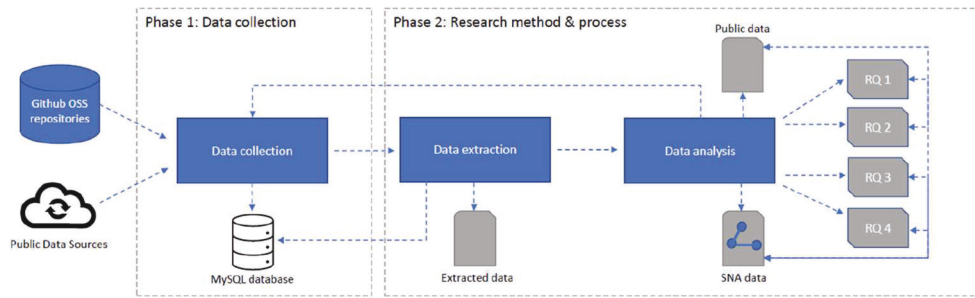 Phase 1: Data collection
Phase 2: Research method & process
Public data
Github OSS
repositories
RQ 1
RQ 2
Data collection
Data extraction
Data analysis
RQ 3
RQ 4
Public Data Sources
MySQL database
Extracted data
SNA data